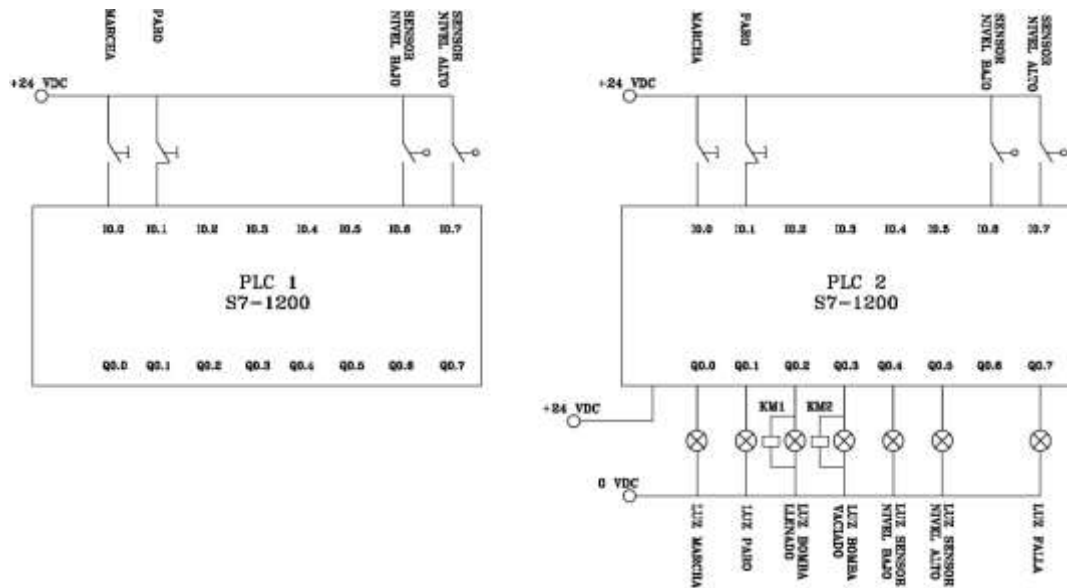 MARCHA
PARO
SENSOR
NIVEL BAJO
SENSOR
NIVEL ALTO
+24 VDC
I0.0 I0.1 I0.2 I0.3 I0.4 I0.5 I0.6 I0.7
PLC 1
S7-1200
Q0.0 Q0.1 Q0.2 Q0.3 Q0.4 Q0.5 Q0.6 Q0.7
MARCHA
PARO
SENSOR
NIVEL BAJO
SENSOR
NIVEL ALTO
+24 VDC
I0.0 I0.1 I0.2 I0.3 I0.4 I0.5 I0.6 I0.7
PLC 2
S7-1200
Q0.0 Q0.1 Q0.2 Q0.3 Q0.4 Q0.5 Q0.6 Q0.7
+24 VDC
KM1
KM2
0 VDC
LUZ MARCHA
LUZ PARO
LUZ BOMBA
LLENADO
LUZ BOMBA
VACIADO
LUZ SENSOR
NIVEL BAJO
LUZ SENSOR
NIVEL ALTO
LUZ FALLA